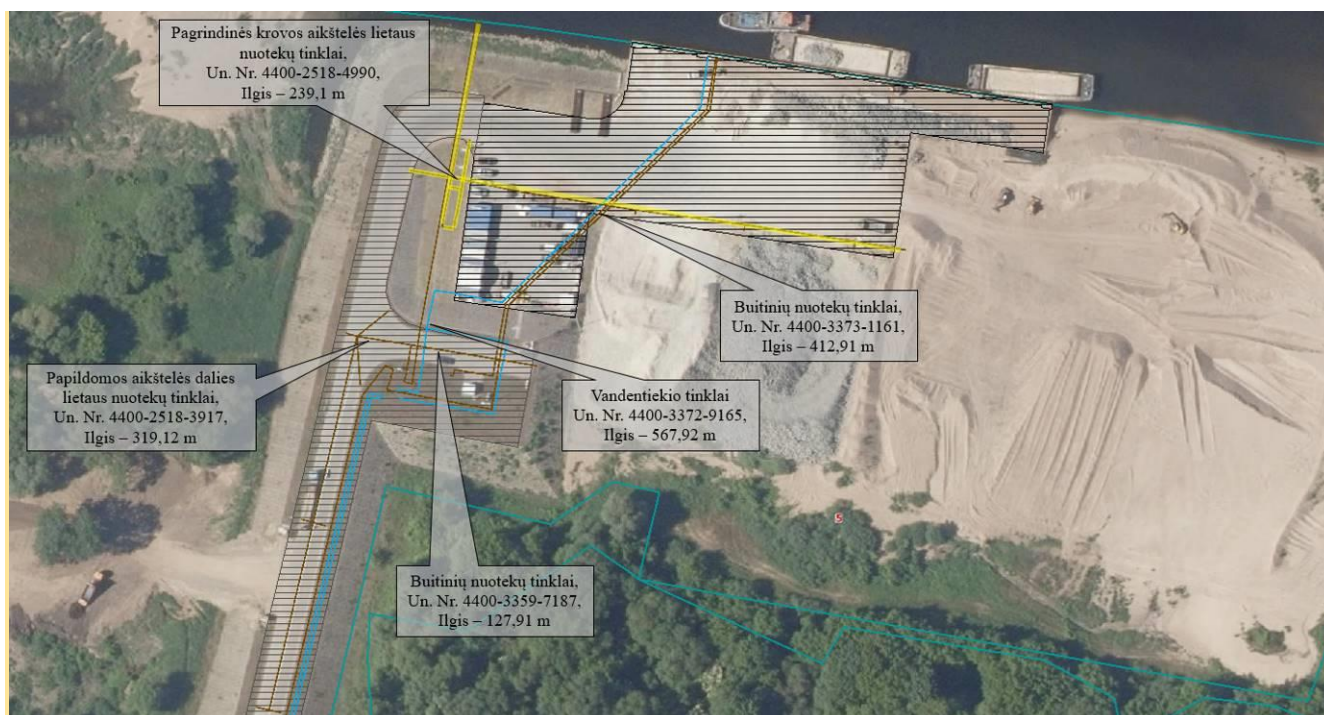 Pagrindinės krovos aikštelės lietaus
nuotekų tinklai,
Un. Nr. 4400-2518-4990,
Ilgis – 239,1 m
Buitinių nuotekų tinklai,
Un. Nr. 4400-3373-1161,
Ilgis – 412,91 m
Papildomos aikštelės dalies
lietaus nuotekų tinklai,
Un. Nr. 4400-2518-3917,
Ilgis – 319,12 m
Vandentiekio tinklai
Un. Nr. 4400-3372-9165,
Ilgis – 567,92 m
5
Buitinių nuotekų tinklai,
Un. Nr. 4400-3359-7187,
Ilgis – 127,91 m